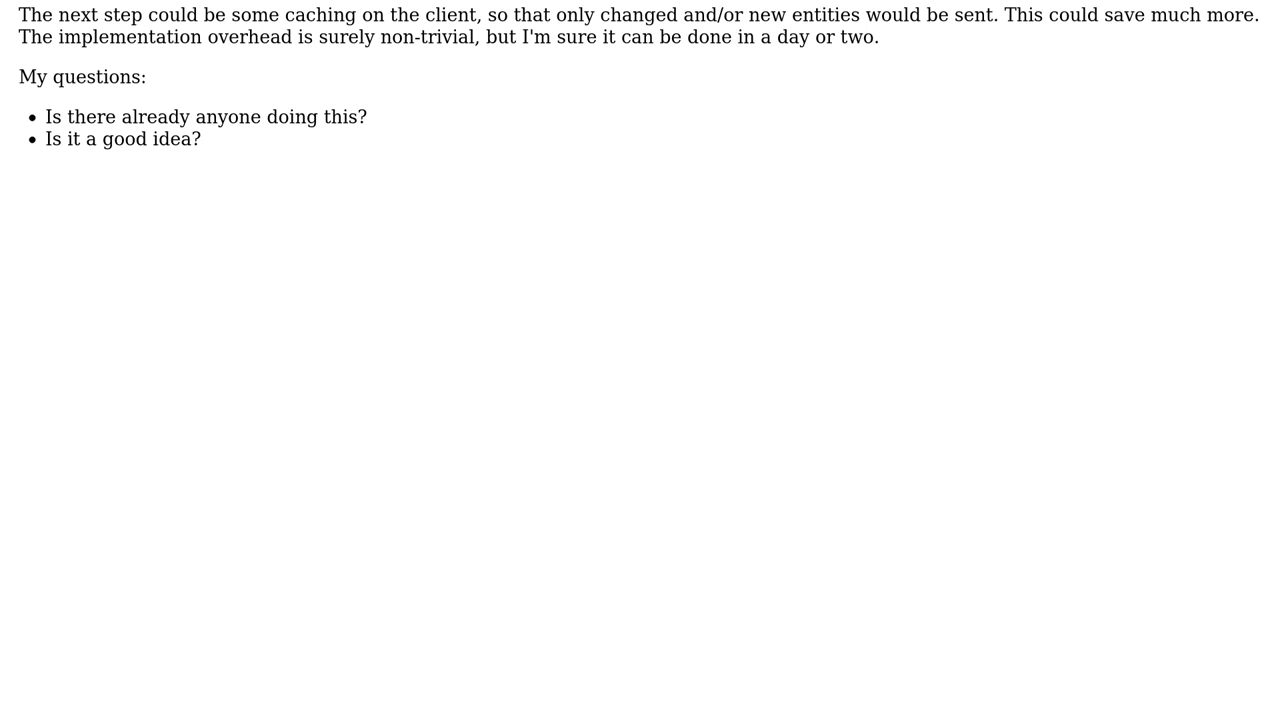 The next step could be some caching on the client, so that only changed and/or new entities would be sent. This could save much more.
The implementation overhead is surely non-trivial, but I'm sure it can be done in a day or two.
My questions:
• Is there already anyone doing this?
• Is it a good idea?